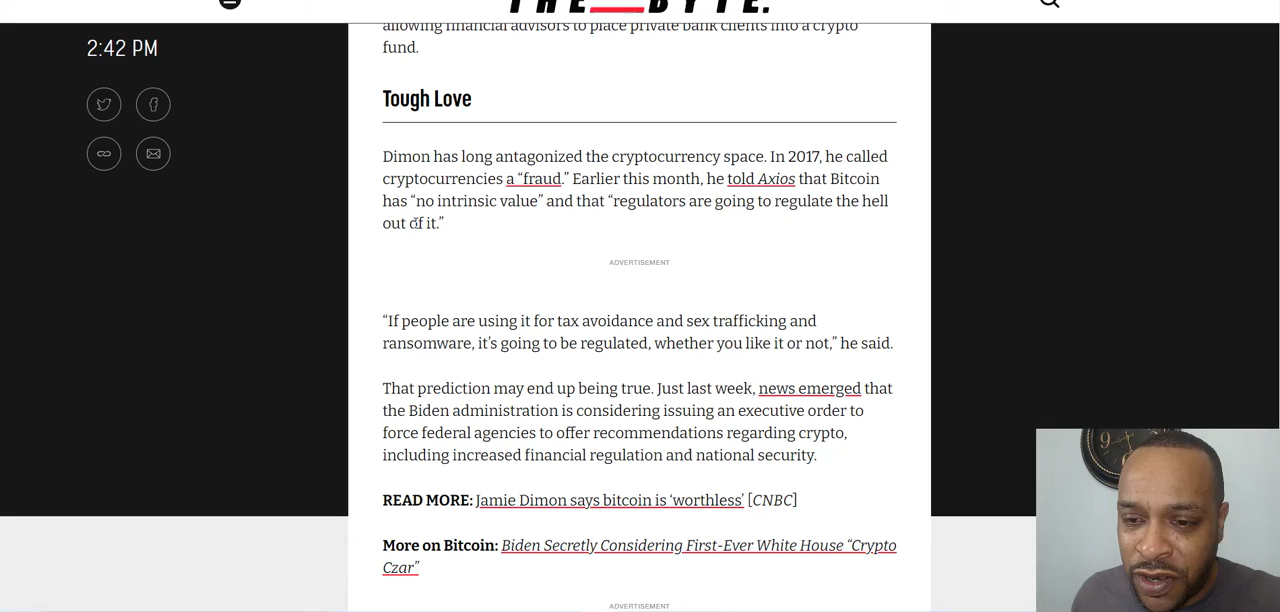 THE BYTE.
allowing financial advisors to place private bank clients into a crypto
fund.
2:42 PM
Tough Love
Dimon has long antagonized the cryptocurrency space. In 2017, he called
cryptocurrencies a “fraud.” Earlier this month, he told Axios that Bitcoin
has “no intrinsic value” and that “regulators are going to regulate the hell
out of it.”
ADVERTISEMENT
“If people are using it for tax avoidance and sex trafficking and
ransomware, it’s going to be regulated, whether you like it or not,” he said.
That prediction may end up being true. Just last week, news emerged that
the Biden administration is considering issuing an executive order to
force federal agencies to offer recommendations regarding crypto,
including increased financial regulation and national security.
READ MORE: Jamie Dimon says bitcoin is ‘worthless’ [CNBC]
More on Bitcoin: Biden Secretly Considering First-Ever White House “Crypto
Czar”
ADVERTISEMENT